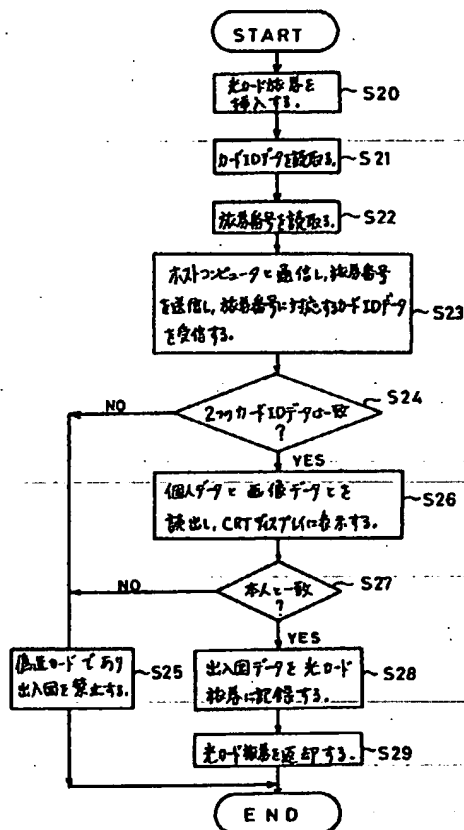 START
光カード旅券を
挿入する。
S20
カードIDデータを読取る。
S21
旅券番号を読取る。
S22
ホストコンピュータと通信し、旅券番号
を送信し、旅券番号に対応するカードIDデータ
を受信する。
S23
2つのカードIDデータは一致
?
S24
NO
YES
個人データと画像データとを
読出し、CRTディスプレイに表示する。
S26
本人と一致
?
S27
NO
YES
偽造カードであり
出入国を禁止する。
S25
出入国データを光カード
旅券に記録する。
S28
光カード旅券を返却する。
S29
END